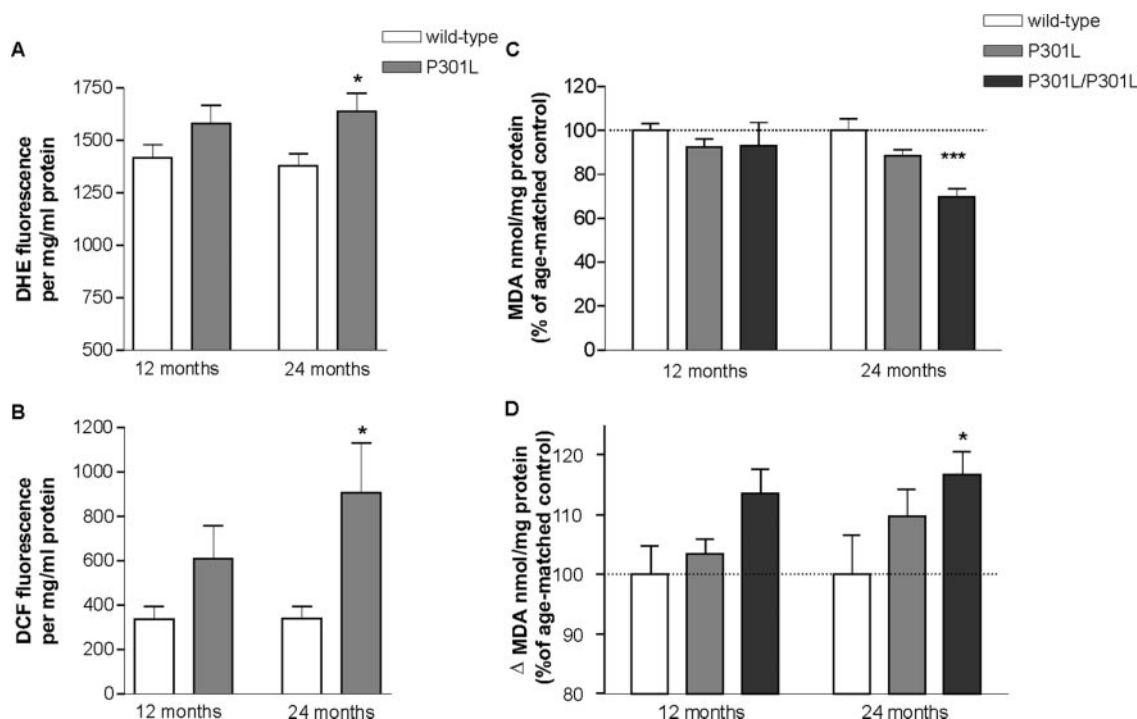 A
wild-type
P301L
DHE fluorescence
per mg/ml protein
1750
1500
1250
1000
750
500
*
12 months
24 months
B
DCF fluorescence
per mg/ml protein
1200
1000
800
600
400
200
0
*
12 months
24 months
C
wild-type
P301L
P301L/P301L
MDA nmol/mg protein
(% of age-matched control)
120
100
80
60
40
20
0
***
12 months
24 months
D
Δ MDA nmol/mg protein
(%of age-matched control)
120
110
100
90
80
*
12 months
24 months